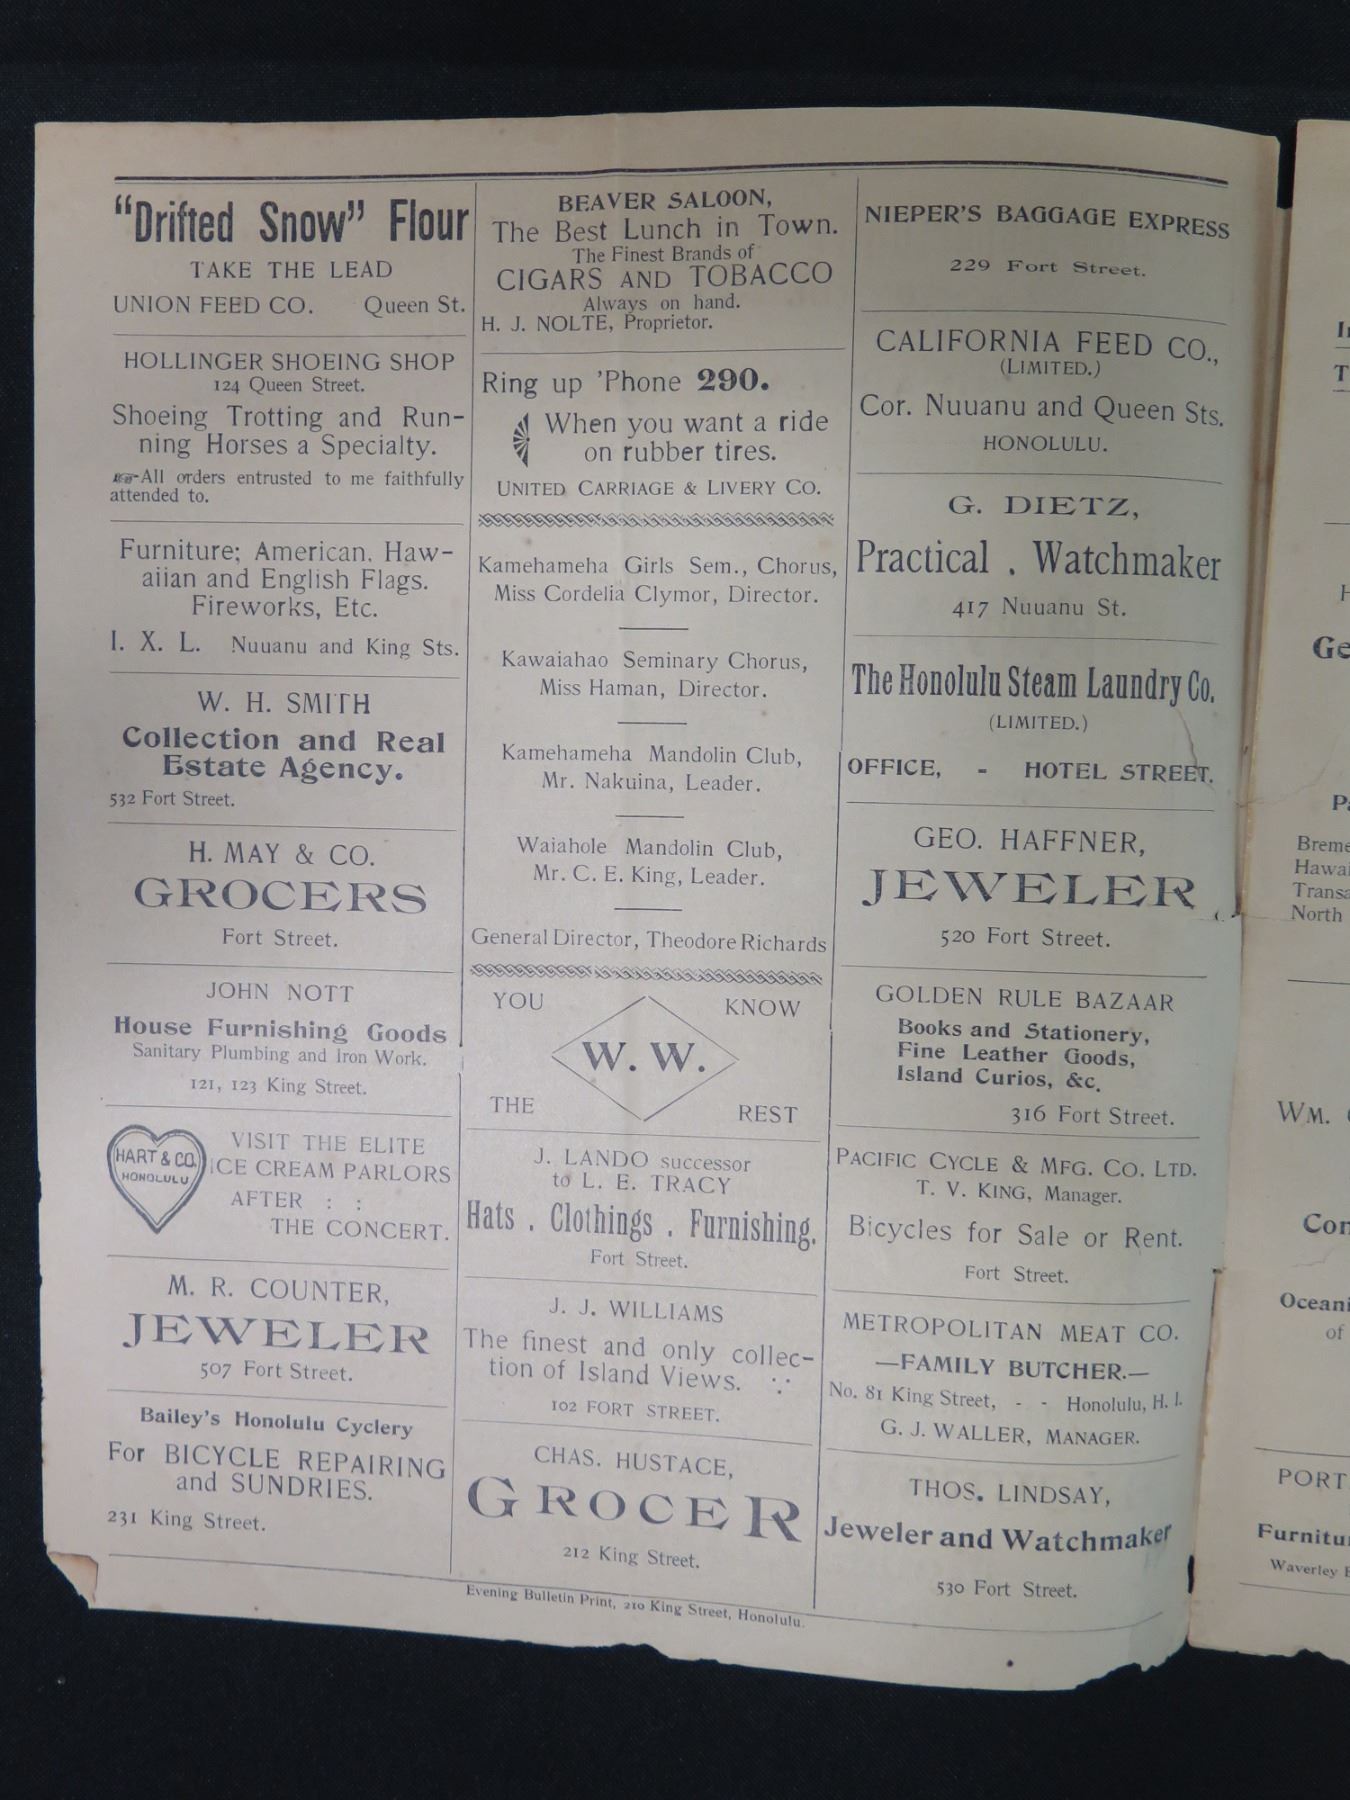 "Drifted Snow" Flour
TAKE THE LEAD
UNION FEED CO. Queen St.
HOLLINGER SHOEING SHOP
124 Queen Street.
Shoeing Trotting and Run-
ning Horses a Specialty.
☞All orders entrusted to me faithfully
attended to.
Furniture; American. Haw-
aiian and English Flags.
Fireworks, Etc.
I. X. L. Nuuanu and King Sts.
W. H. SMITH
Collection and Real
Estate Agency.
532 Fort Street.
H. MAY & CO.
GROCERS
Fort Street.
JOHN NOTT
House Furnishing Goods
Sanitary Plumbing and Iron Work.
121, 123 King Street.
HART & CO.
HONOLULU
VISIT THE ELITE
ICE CREAM PARLORS
AFTER : :
THE CONCERT.
M. R. COUNTER,
JEWELER
507 Fort Street.
Bailey's Honolulu Cyclery
For BICYCLE REPAIRING
and SUNDRIES.
231 King Street.
BEAVER SALOON,
The Best Lunch in Town.
The Finest Brands of
CIGARS AND TOBACCO
Always on hand.
H. J. NOLTE, Proprietor.
Ring up 'Phone 290.
When you want a ride
on rubber tires.
UNITED CARRIAGE & LIVERY CO.
Kamehameha Girls Sem., Chorus,
Miss Cordelia Clymor, Director.
Kawaiahao Seminary Chorus,
Miss Haman, Director.
Kamehameha Mandolin Club,
Mr. Nakuina, Leader.
Waiahole Mandolin Club,
Mr. C. E. King, Leader.
General Director, Theodore Richards
YOU KNOW
W. W.
THE REST
J. LANDO successor
to L. E. TRACY
Hats . Clothings . Furnishing.
Fort Street.
J. J. WILLIAMS
The finest and only collec-
tion of Island Views.
102 FORT STREET.
CHAS. HUSTACE,
GROCER
212 King Street.
NIEPER'S BAGGAGE EXPRESS
229 Fort Street.
CALIFORNIA FEED CO.,
(LIMITED.)
Cor. Nuuanu and Queen Sts.
HONOLULU.
G. DIETZ,
Practical . Watchmaker
417 Nuuanu St.
The Honolulu Steam Laundry Co.
(LIMITED.)
OFFICE, - HOTEL STREET.
GEO. HAFFNER,
JEWELER
520 Fort Street.
GOLDEN RULE BAZAAR
Books and Stationery,
Fine Leather Goods,
Island Curios, &c.
316 Fort Street.
PACIFIC CYCLE & MFG. CO. LTD.
T. V. KING, Manager.
Bicycles for Sale or Rent.
Fort Street.
METROPOLITAN MEAT CO.
—FAMILY BUTCHER.—
No. 81 King Street, - - Honolulu, H. I.
G. J. WALLER, MANAGER.
THOS. LINDSAY,
Jeweler and Watchmaker
530 Fort Street.
Evening Bulletin Print, 210 King Street, Honolulu.
Hawai
North
WM.
Oceani
of
PORT
Furnitu
Waverley